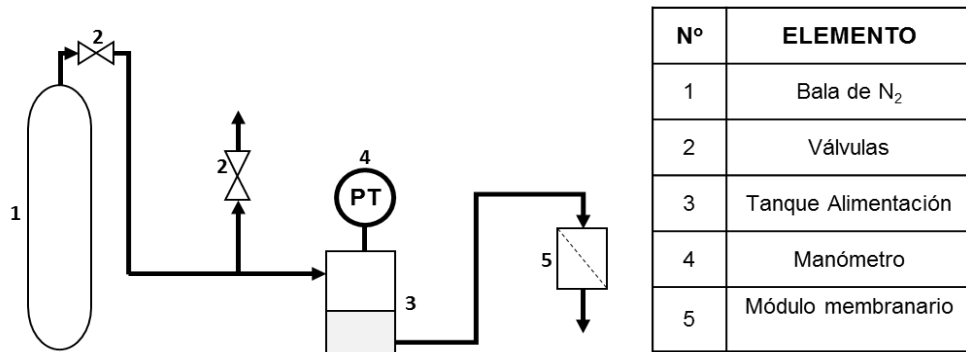 2
1
2
4
PT
3
5
Nº ELEMENTO
1 Bala de N₂
2 Válvulas
3 Tanque Alimentación
4 Manómetro
5 Módulo membranario